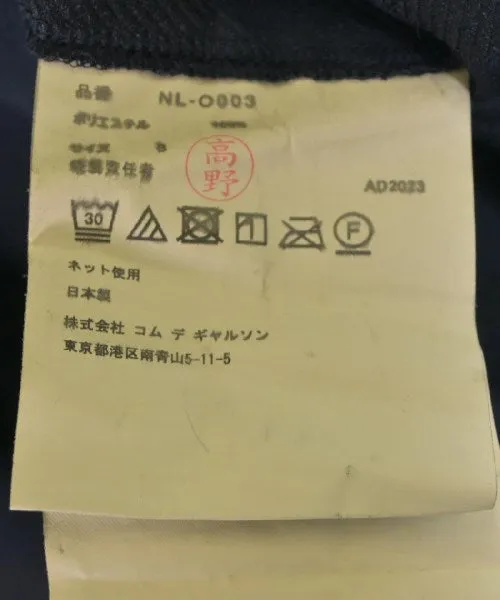 品番 NL-O003
ポリエステル 100%
サイズ
縫製責任者 高野
AD2023
30 F
ネット使用
日本製
株式会社 コム デ ギャルソン
東京都港区南青山5-11-5